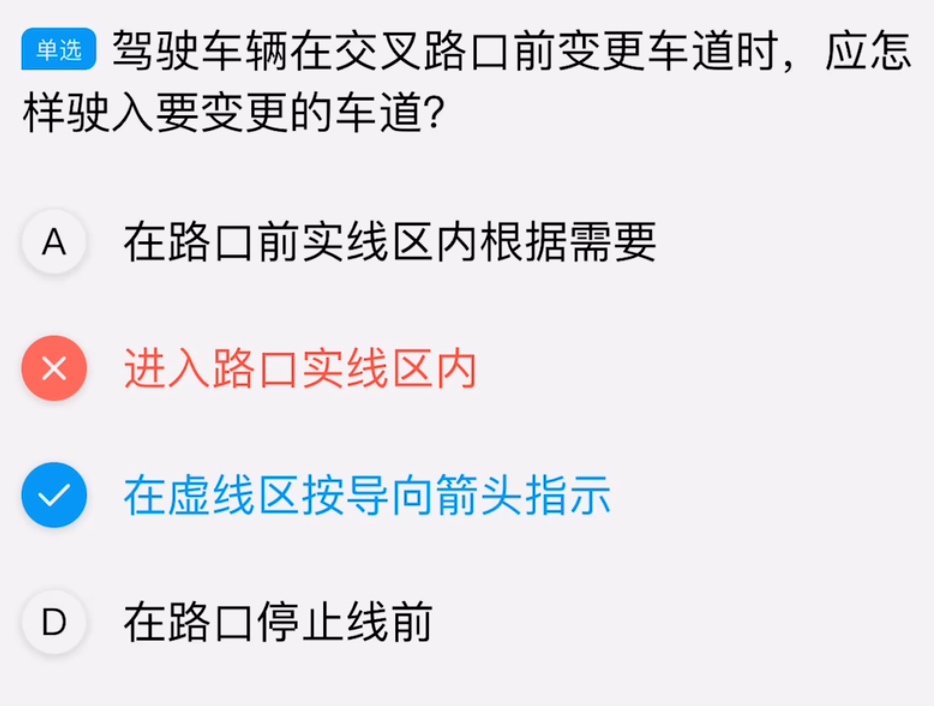 单选 驾驶车辆在交叉路口前变更车道时，应怎
样驶入要变更的车道？
A 在路口前实线区内根据需要
进入路口实线区内
在虚线区按导向箭头指示
D 在路口停止线前